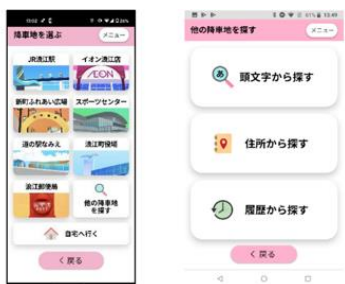 降車地を選ぶ
メニュー
JR浪江駅
イオン浪江店
ÆON
新町ふれあい広場
スポーツセンター
道の駅なみえ
浪江町役場
浪江郵便局
他の降車地
を探す
自宅へ行く
く 戻る
13:49
他の降車地を探す
メニュー
あ
頭文字から探す
住所から探す
履歴から探す
く 戻る